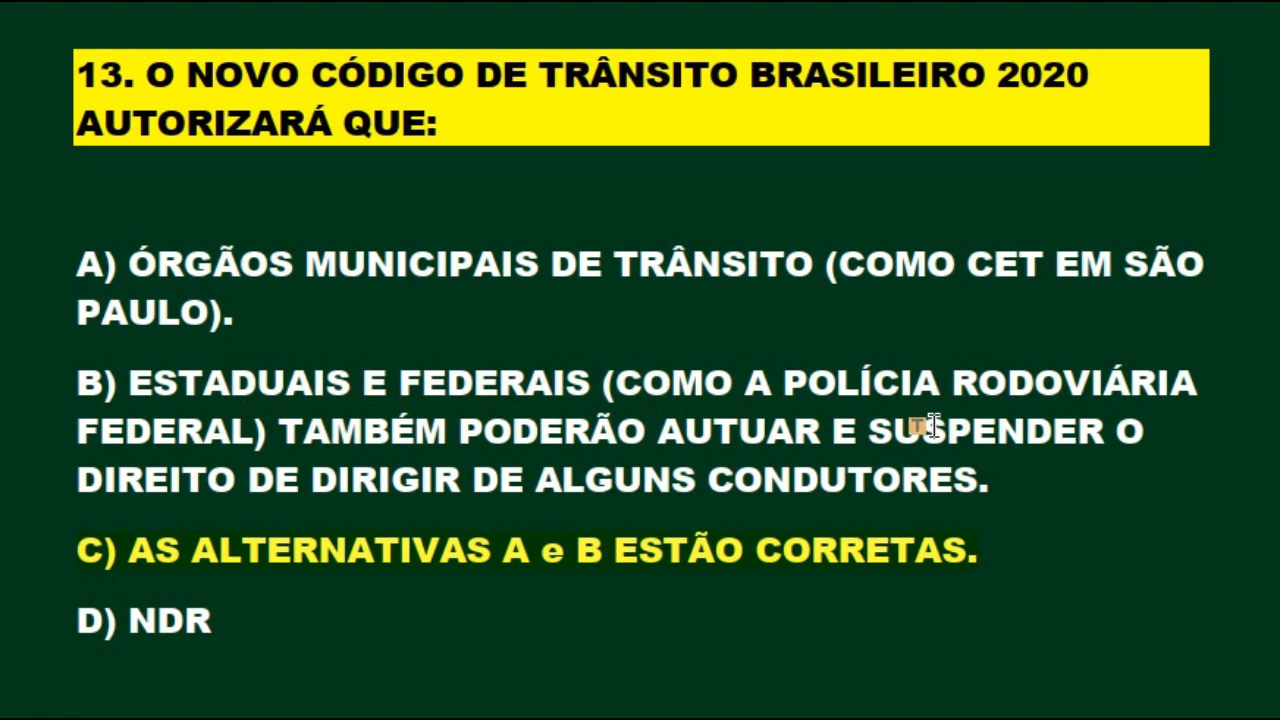 13. O NOVO CÓDIGO DE TRÂNSITO BRASILEIRO 2020
AUTORIZARÁ QUE:
A) ÓRGÃOS MUNICIPAIS DE TRÂNSITO (COMO CET EM SÃO
PAULO).
B) ESTADUAIS E FEDERAIS (COMO A POLÍCIA RODOVIÁRIA
FEDERAL) TAMBÉM PODERÃO AUTUAR E SUSPENDER O
DIREITO DE DIRIGIR DE ALGUNS CONDUTORES.
C) AS ALTERNATIVAS A e B ESTÃO CORRETAS.
D) NDR